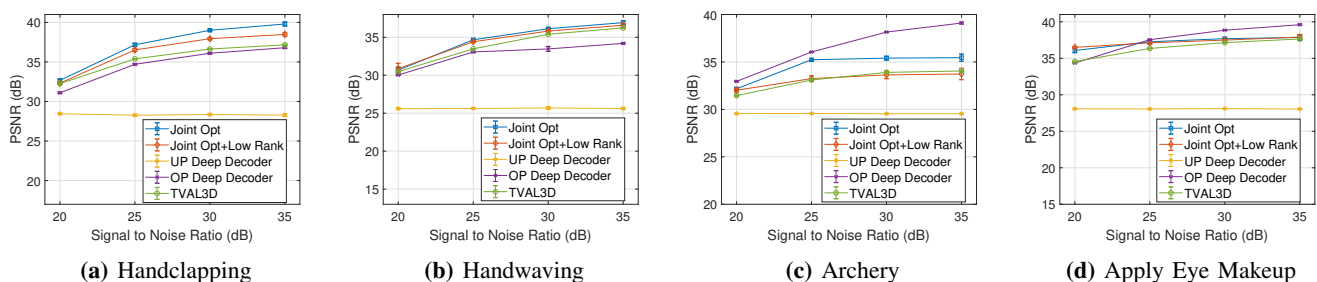 PSNR (dB)
40
30
20
20
25
30
35
Joint Opt
Joint Opt+Low Rank
UP Deep Decoder
OP Deep Decoder
TVAL3D
Signal to Noise Ratio (dB)
(a) Handclapping
PSNR (dB)
35
30
25
20
15
20
25
30
35
Joint Opt
Joint Opt+Low Rank
UP Deep Decoder
OP Deep Decoder
TVAL3D
Signal to Noise Ratio (dB)
(b) Handwaving
PSNR (dB)
40
35
30
25
20
20
25
30
35
Joint Opt
Joint Opt+Low Rank
UP Deep Decoder
OP Deep Decoder
TVAL3D
Signal to Noise Ratio (dB)
(c) Archery
PSNR (dB)
40
35
30
25
20
15
20
25
30
35
Joint Opt
Joint Opt+Low Rank
UP Deep Decoder
OP Deep Decoder
TVAL3D
Signal to Noise Ratio (dB)
(d) Apply Eye Makeup